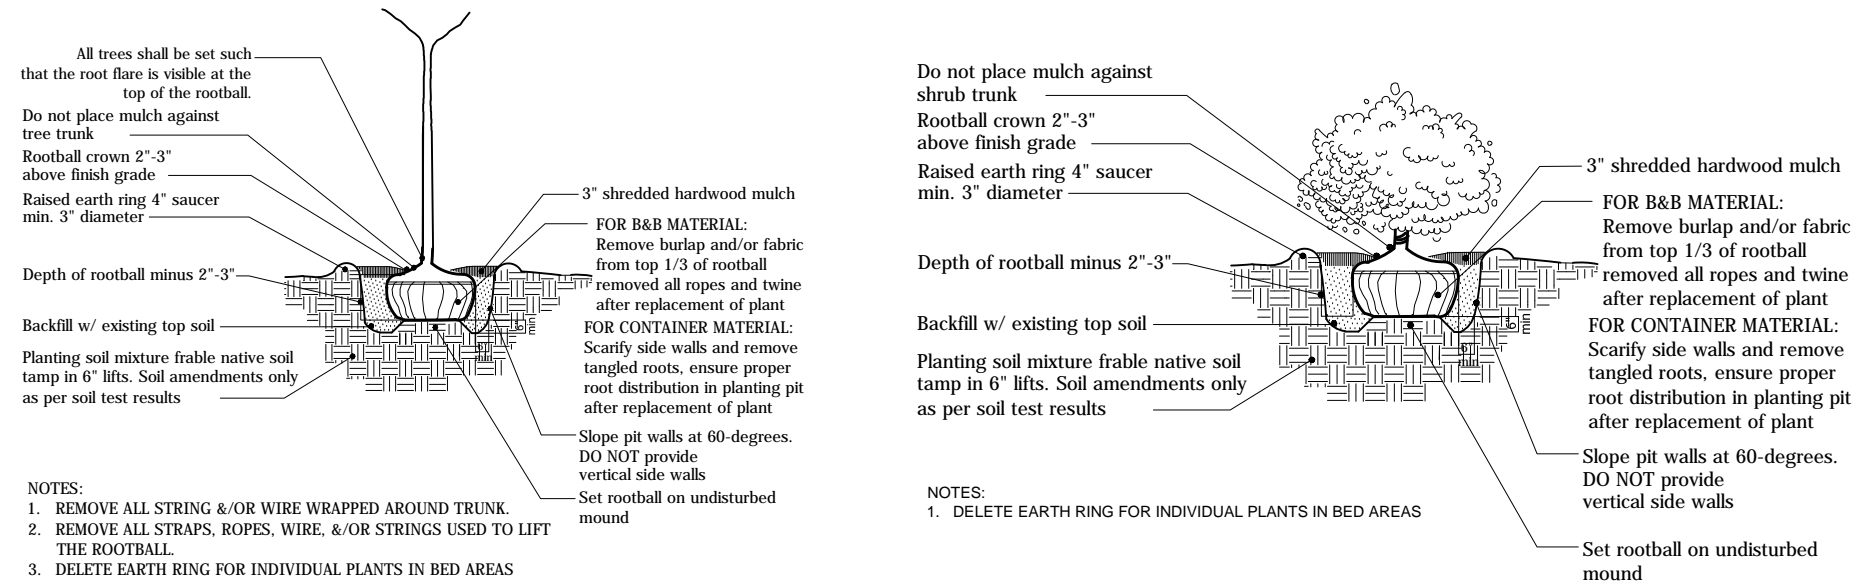 All trees shall be set such
that the root flare is visible at the
top of the rootball.
Do not place mulch against
tree trunk
Rootball crown 2"-3"
above finish grade
Raised earth ring 4" saucer
min. 3" diameter
Depth of rootball minus 2"-3"
Backfill w/ existing top soil
Planting soil mixture frable native soil
tamp in 6" lifts. Soil amendments only
as per soil test results
3" shredded hardwood mulch
FOR B&B MATERIAL:
Remove burlap and/or fabric
from top 1/3 of rootball
removed all ropes and twine
after replacement of plant
FOR CONTAINER MATERIAL:
Scarify side walls and remove
tangled roots, ensure proper
root distribution in planting pit
after replacement of plant
Slope pit walls at 60-degrees.
DO NOT provide
vertical side walls
Set rootball on undisturbed
mound
6"
min
6"
min
NOTES:
1. REMOVE ALL STRING &/OR WIRE WRAPPED AROUND TRUNK.
2. REMOVE ALL STRAPS, ROPES, WIRE, &/OR STRINGS USED TO LIFT
THE ROOTBALL.
3. DELETE EARTH RING FOR INDIVIDUAL PLANTS IN BED AREAS
Do not place mulch against
shrub trunk
Rootball crown 2"-3"
above finish grade
Raised earth ring 4" saucer
min. 3" diameter
Depth of rootball minus 2"-3"
Backfill w/ existing top soil
Planting soil mixture frable native soil
tamp in 6" lifts. Soil amendments only
as per soil test results
3" shredded hardwood mulch
FOR B&B MATERIAL:
Remove burlap and/or fabric
from top 1/3 of rootball
removed all ropes and twine
after replacement of plant
FOR CONTAINER MATERIAL:
Scarify side walls and remove
tangled roots, ensure proper
root distribution in planting pit
after replacement of plant
Slope pit walls at 60-degrees.
DO NOT provide
vertical side walls
Set rootball on undisturbed
mound
6"
min
6"
min
NOTES:
1. DELETE EARTH RING FOR INDIVIDUAL PLANTS IN BED AREAS